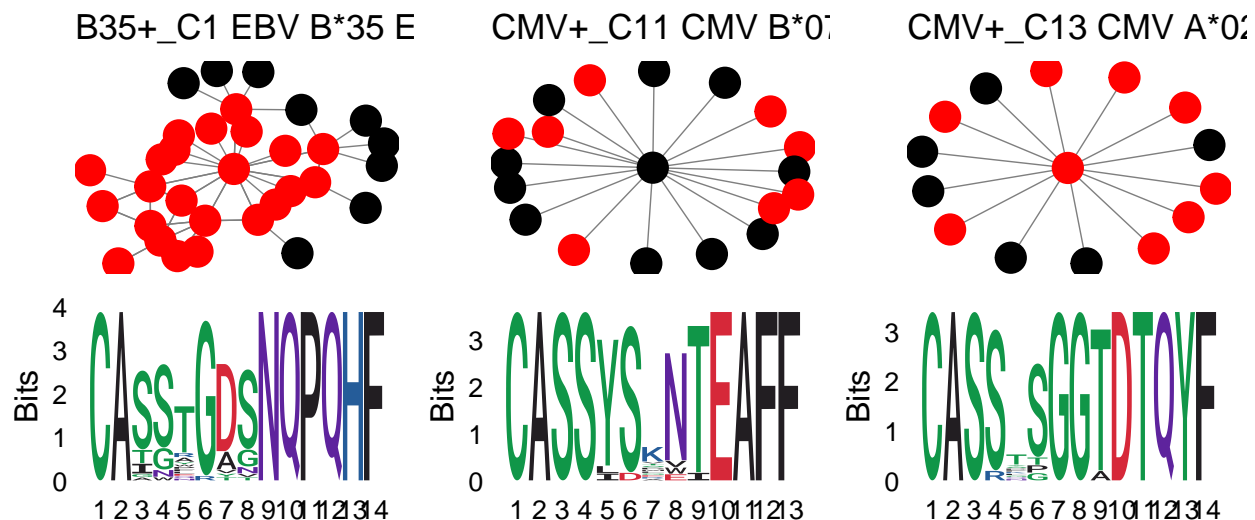 B35+_C1 EBV B*35 E
CMV+_C11 CMV B*07
CMV+_C13 CMV A*02
4
3
2
1
0
Bits
CASSTGDSNQPQHF
1 2 3 4 5 6 7 8 9 10 11 12 13 14
3
2
1
0
Bits
CASSYSKNTEAFF
1 2 3 4 5 6 7 8 9 10 11 12 13
3
2
1
0
Bits
CASSTSGGTDTQYF
1 2 3 4 5 6 7 8 9 10 11 12 13 14